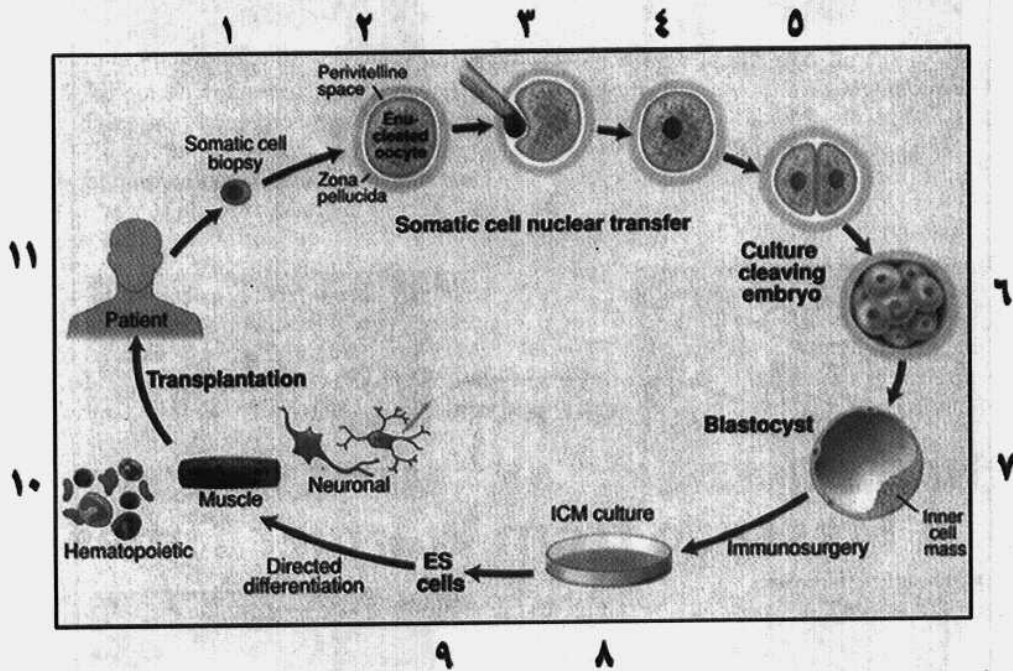 ١
٢
٣
٤
٥
Perivitelline
space
Enu-
cleated
oocyte
Somatic cell
biopsy
Zona
pellucida
Somatic cell nuclear transfer
Culture
cleaving
embryo
١١
٦
Patient
Transplantation
Blastocyst
١٠
٧
Neuronal
Muscle
Hematopoietic
ICM culture
Inner
cell
mass
Immunosurgery
Directed
differentiation
ES
cells
٩
٨